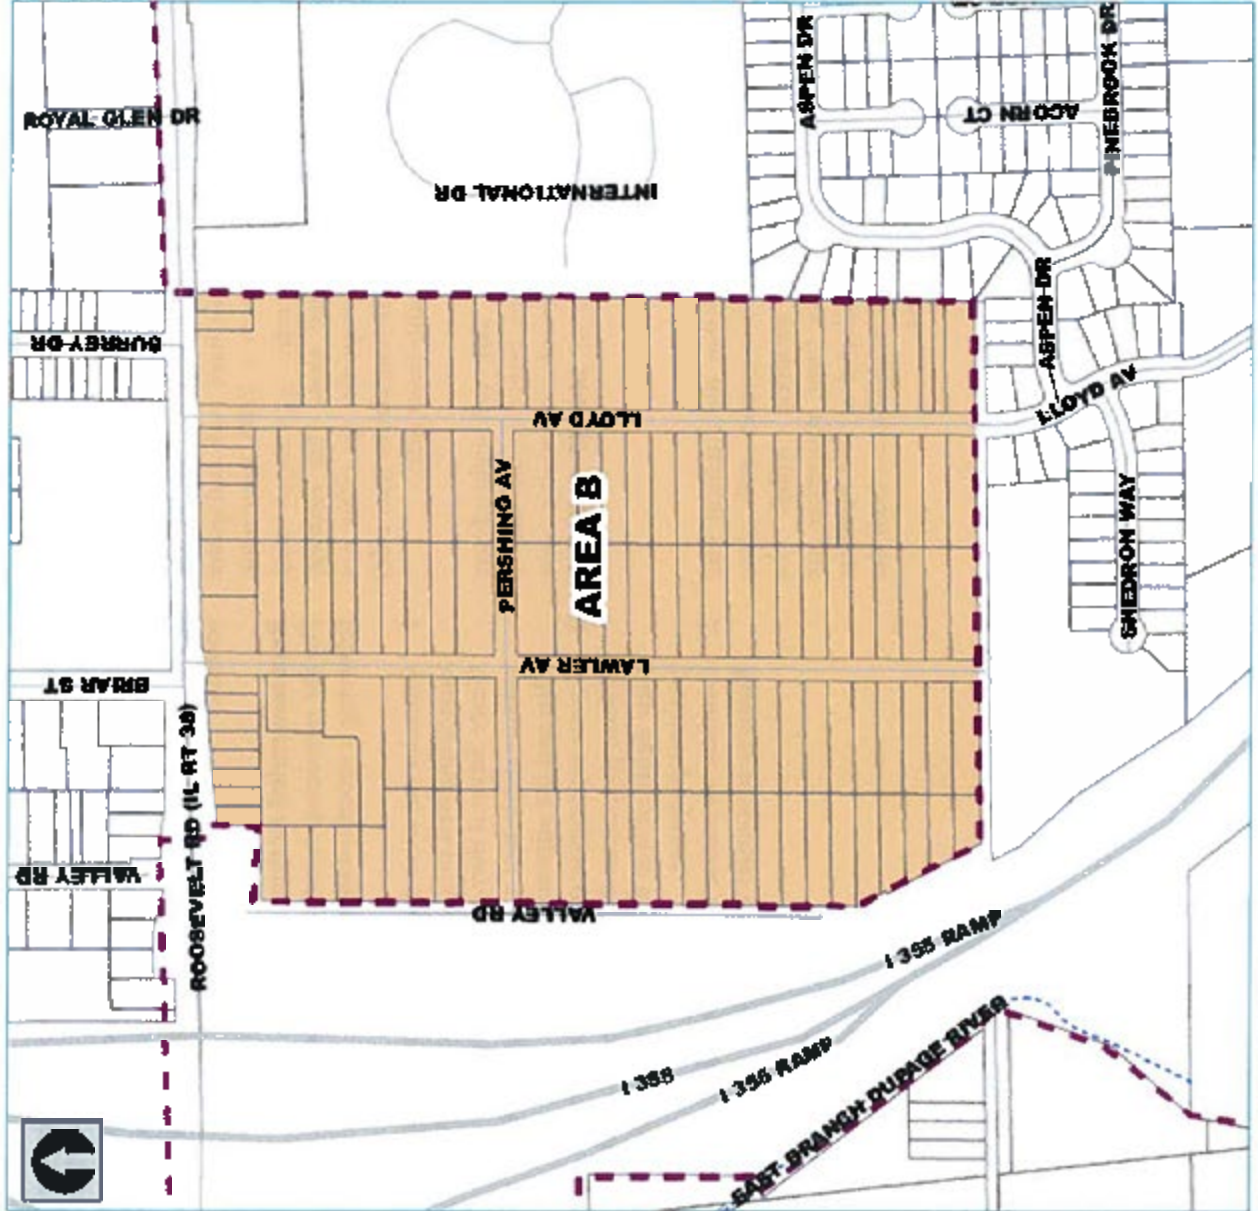 ASPEN DR
PINEBROOK DR
ACORN CT
ROYAL GLEN DR
INTERNATIONAL DR
SURREY DR
ASPEN DR
LLOYD AV
LLOYD AV
PERSHING AV
AREA B
SHEDRON WAY
LAWLER AV
BRIAR ST
ROOSEVELT RD (IL RT 38)
VALLEY RD
VALLEY RD
I 355 RAMP
I 355
I 355 RAMP
EAST BRANCH DUPAGE RIVER